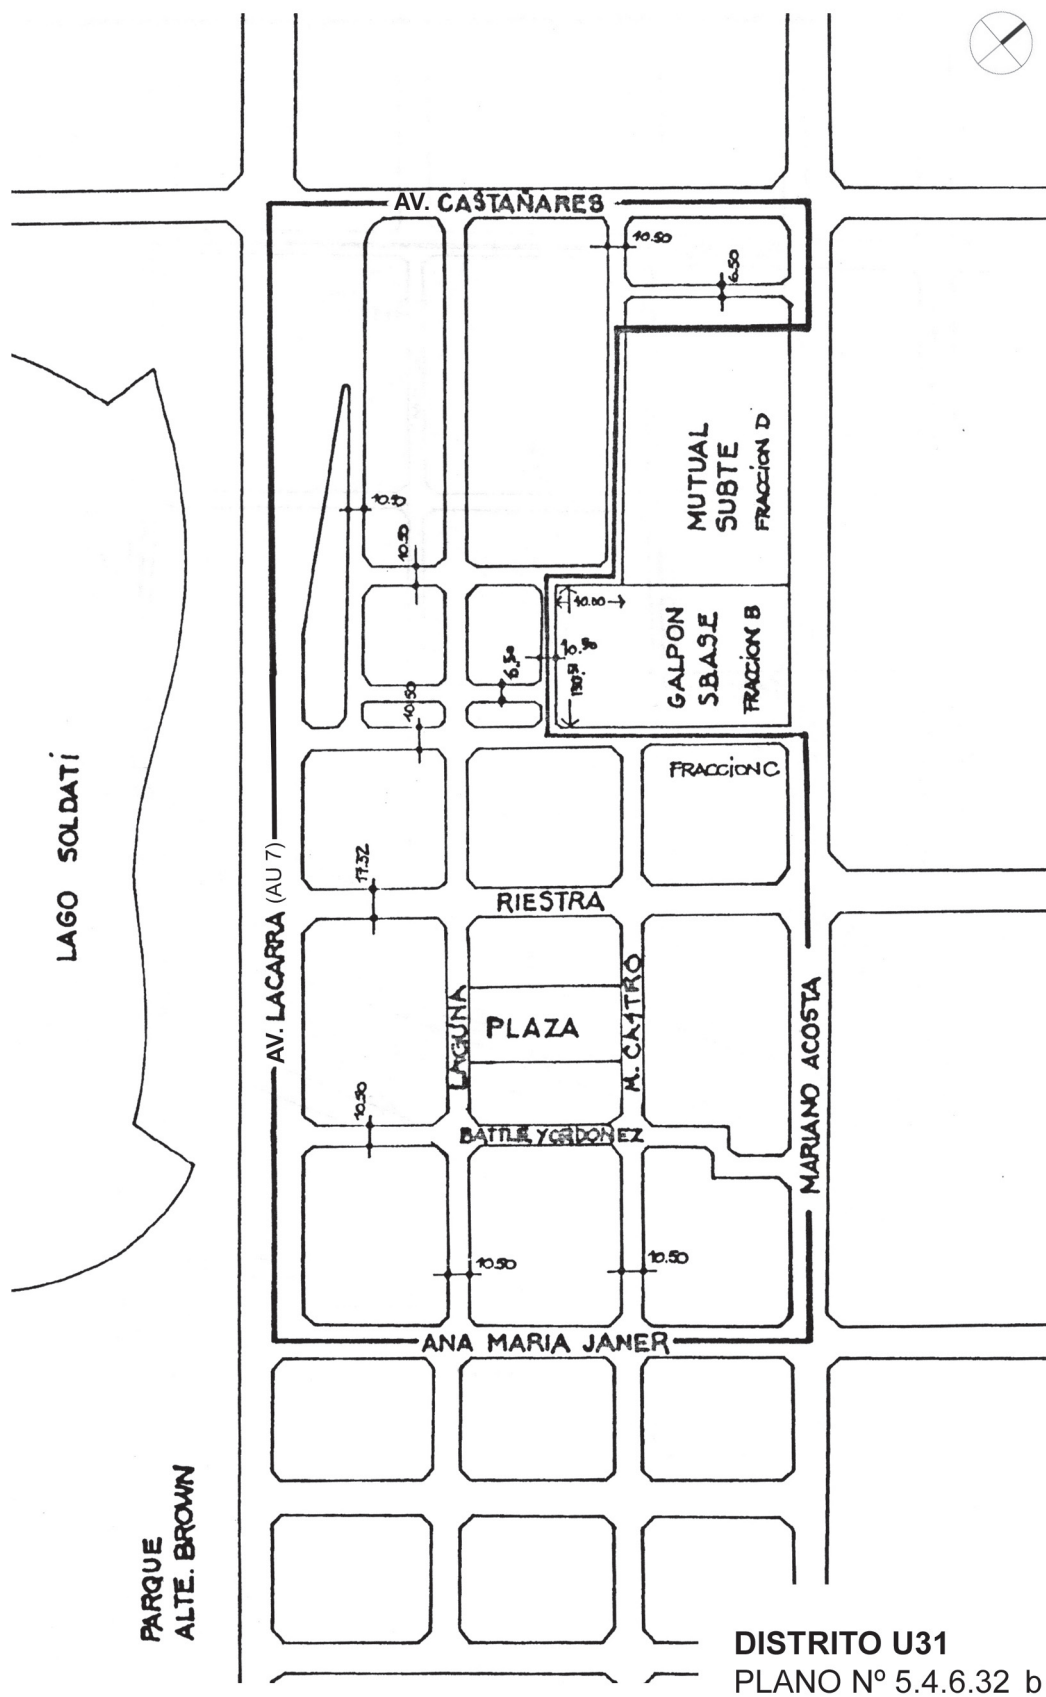 AV. CASTAÑARES
10.50
6.50
MUTUAL
SUBTE
FRACCION D
10.50
10.50
10.00
GALPON
SBASE
FRACCION B
10.50
6.50
10.50
FRACCION C
LAGO SOLDATI
17.32
AV. LACARRA (AU 7)
RIESTRA
LAGUNA
PLAZA
M. CASTRO
MARIANO ACOSTA
10.50
BATTLE Y ORDOÑEZ
10.50
10.50
ANA MARIA JANER
PARQUE
ALTE. BROWN
DISTRITO U31
PLANO Nº 5.4.6.32 b